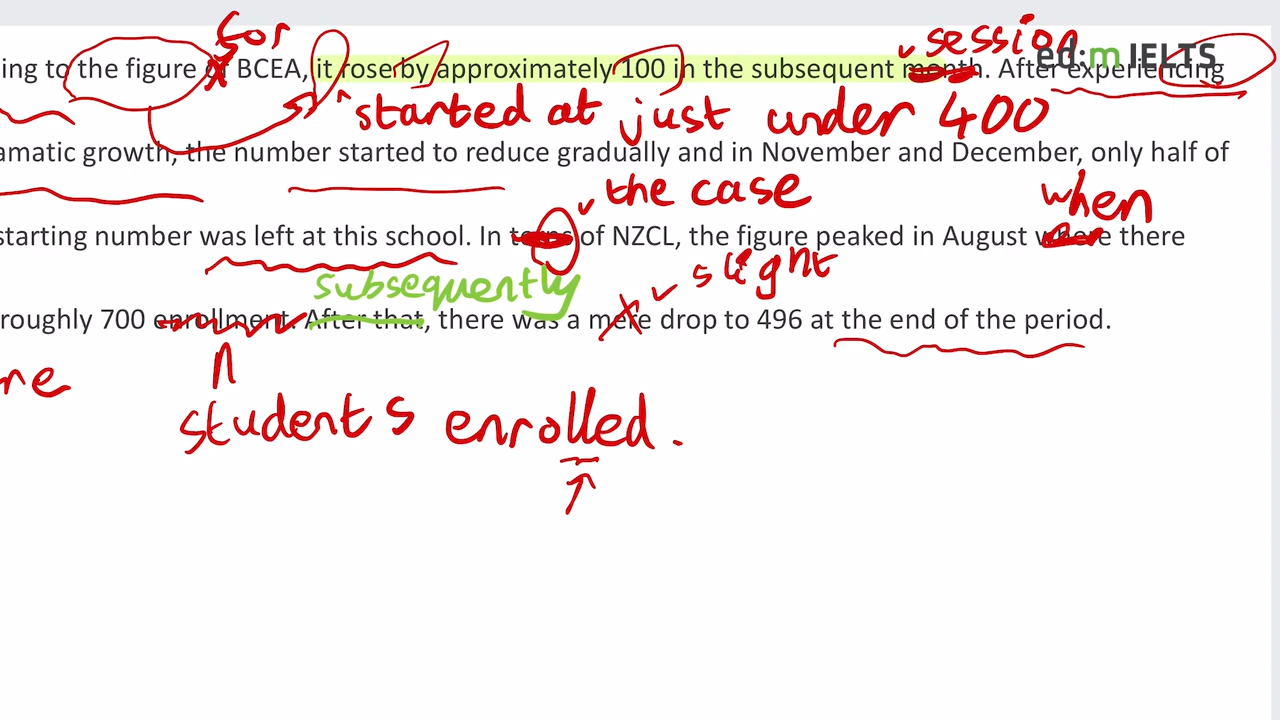 for
session
ed:m IELTS
ing to the figure of BCEA, it rose by approximately 100 in the subsequent month. After experiencing
started at just under 400
amatic growth, the number started to reduce gradually and in November and December, only half of
the case
when
starting number was left at this school. In terms of NZCL, the figure peaked in August where there
slight
subsequently
roughly 700 enrollment. After that, there was a mere drop to 496 at the end of the period.
re
n
students enrolled.